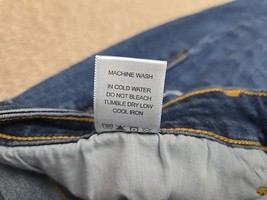 MACHINE WASH
IN COLD WATER
DO NOT BLEACH
TUMBLE DRY LOW
COOL IRON